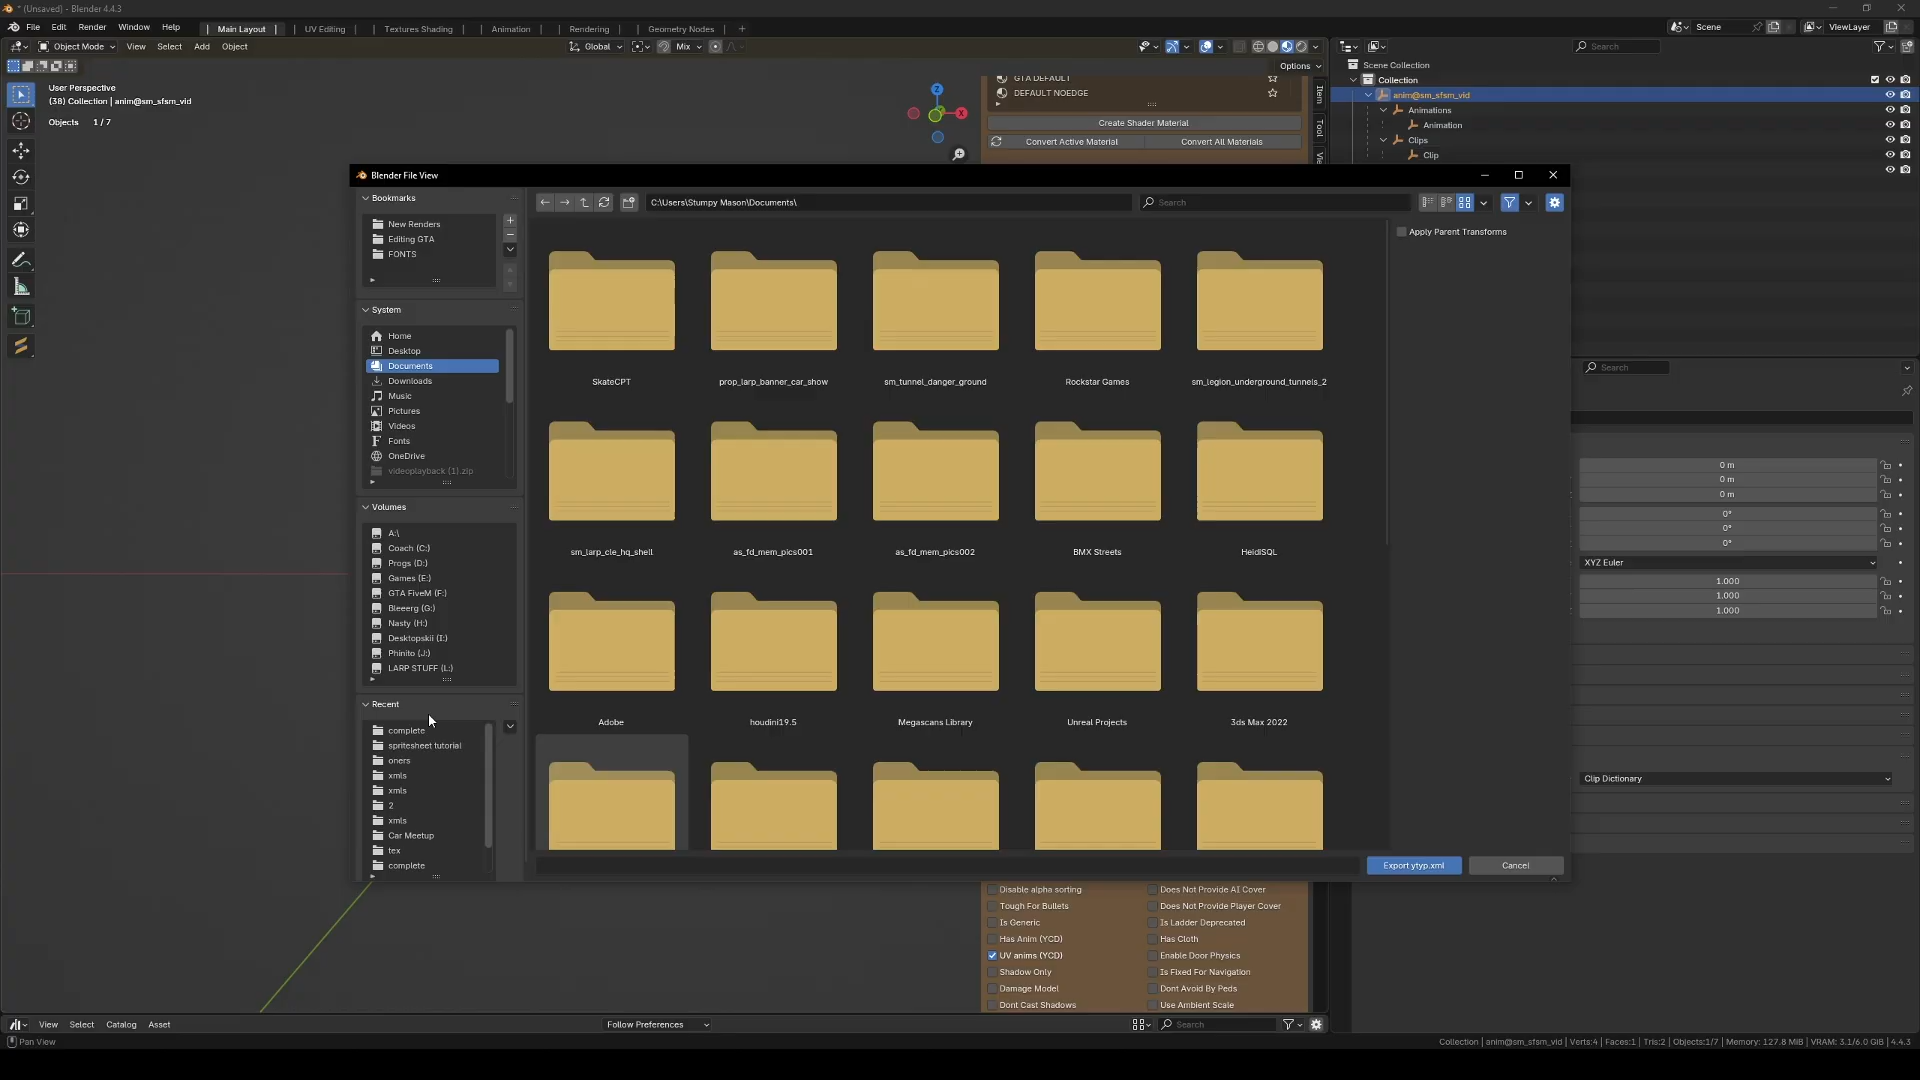 * (Unsaved) - Blender 4.4.3
File Edit Render Window Help | Main Layout | UV Editing | Textures Shading | Animation | Rendering | Geometry Nodes | + Scene ViewLayer
Object Mode View Select Add Object Global Mix Search
Options
User Perspective
(38) Collection | anim@sm_sfsm_vid
Objects 1 / 7
Z
X
GTA DEFAULT
DEFAULT NOEDGE
Create Shader Material
Convert Active Material Convert All Materials
Item
Tool
Scene Collection
Collection
anim@sm_sfsm_vid
Animations
Animation
Clips
Clip
Blender File View
Bookmarks
New Renders
Editing GTA
FONTS
System
Home
Desktop
Documents
Downloads
Music
Pictures
Videos
Fonts
OneDrive
videoplayback (1).zip
Volumes
A:\
Coach (C:)
Progs (D:)
Games (E:)
GTA FiveM (F:)
Bleeerg (G:)
Nasty (H:)
Desktopskii (I:)
Phinito (J:)
LARP STUFF (L:)
Recent
complete
spritesheet tutorial
oners
xmls
xmls
2
xmls
Car Meetup
tex
complete
C:\Users\Stumpy Mason\Documents\ Search
Apply Parent Transforms
SkateCPT prop_larp_banner_car_show sm_tunnel_danger_ground Rockstar Games sm_legion_underground_tunnels_2
sm_larp_cle_hq_shell as_fd_mem_pics001 as_fd_mem_pics002 BMX Streets HeidiSQL
Adobe houdini19.5 Megascans Library Unreal Projects 3ds Max 2022
Export ytyp.xml Cancel
Search
0 m
0 m
0 m
0°
0°
0°
XYZ Euler
1.000
1.000
1.000
Clip Dictionary
Disable alpha sorting Does Not Provide AI Cover
Tough For Bullets Does Not Provide Player Cover
Is Generic Is Ladder Deprecated
Has Anim (YCD) Has Cloth
UV anims (YCD) Enable Door Physics
Shadow Only Is Fixed For Navigation
Damage Model Dont Avoid By Peds
Dont Cast Shadows Use Ambient Scale
View Select Catalog Asset Follow Preferences Search
Pan View Collection | anim@sm_sfsm_vid | Verts:4 | Faces:1 | Tris:2 | Objects:1/7 | Memory: 127.8 MiB | VRAM: 3.1/6.0 GiB | 4.4.3